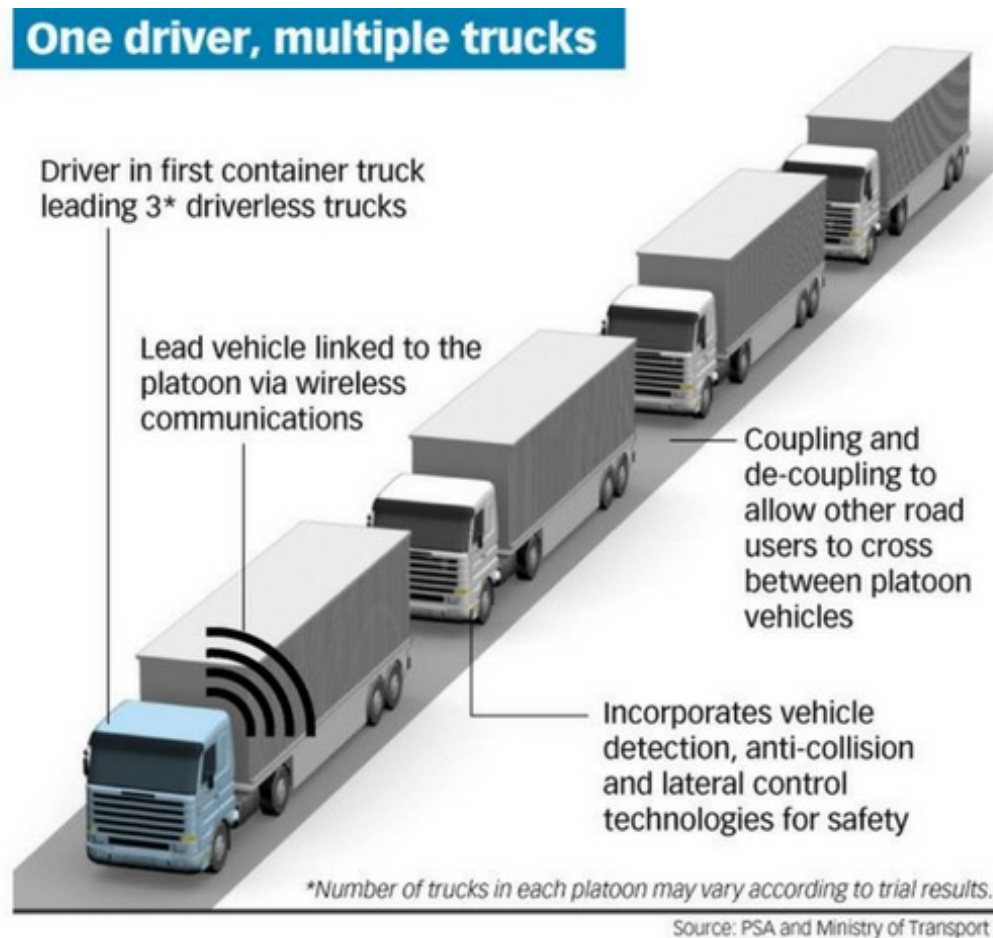 One driver, multiple trucks
Driver in first container truck
leading 3* driverless trucks
Lead vehicle linked to the
platoon via wireless
communications
Coupling and
de-coupling to
allow other road
users to cross
between platoon
vehicles
Incorporates vehicle
detection, anti-collision
and lateral control
technologies for safety
*Number of trucks in each platoon may vary according to trial results.
Source: PSA and Ministry of Transport